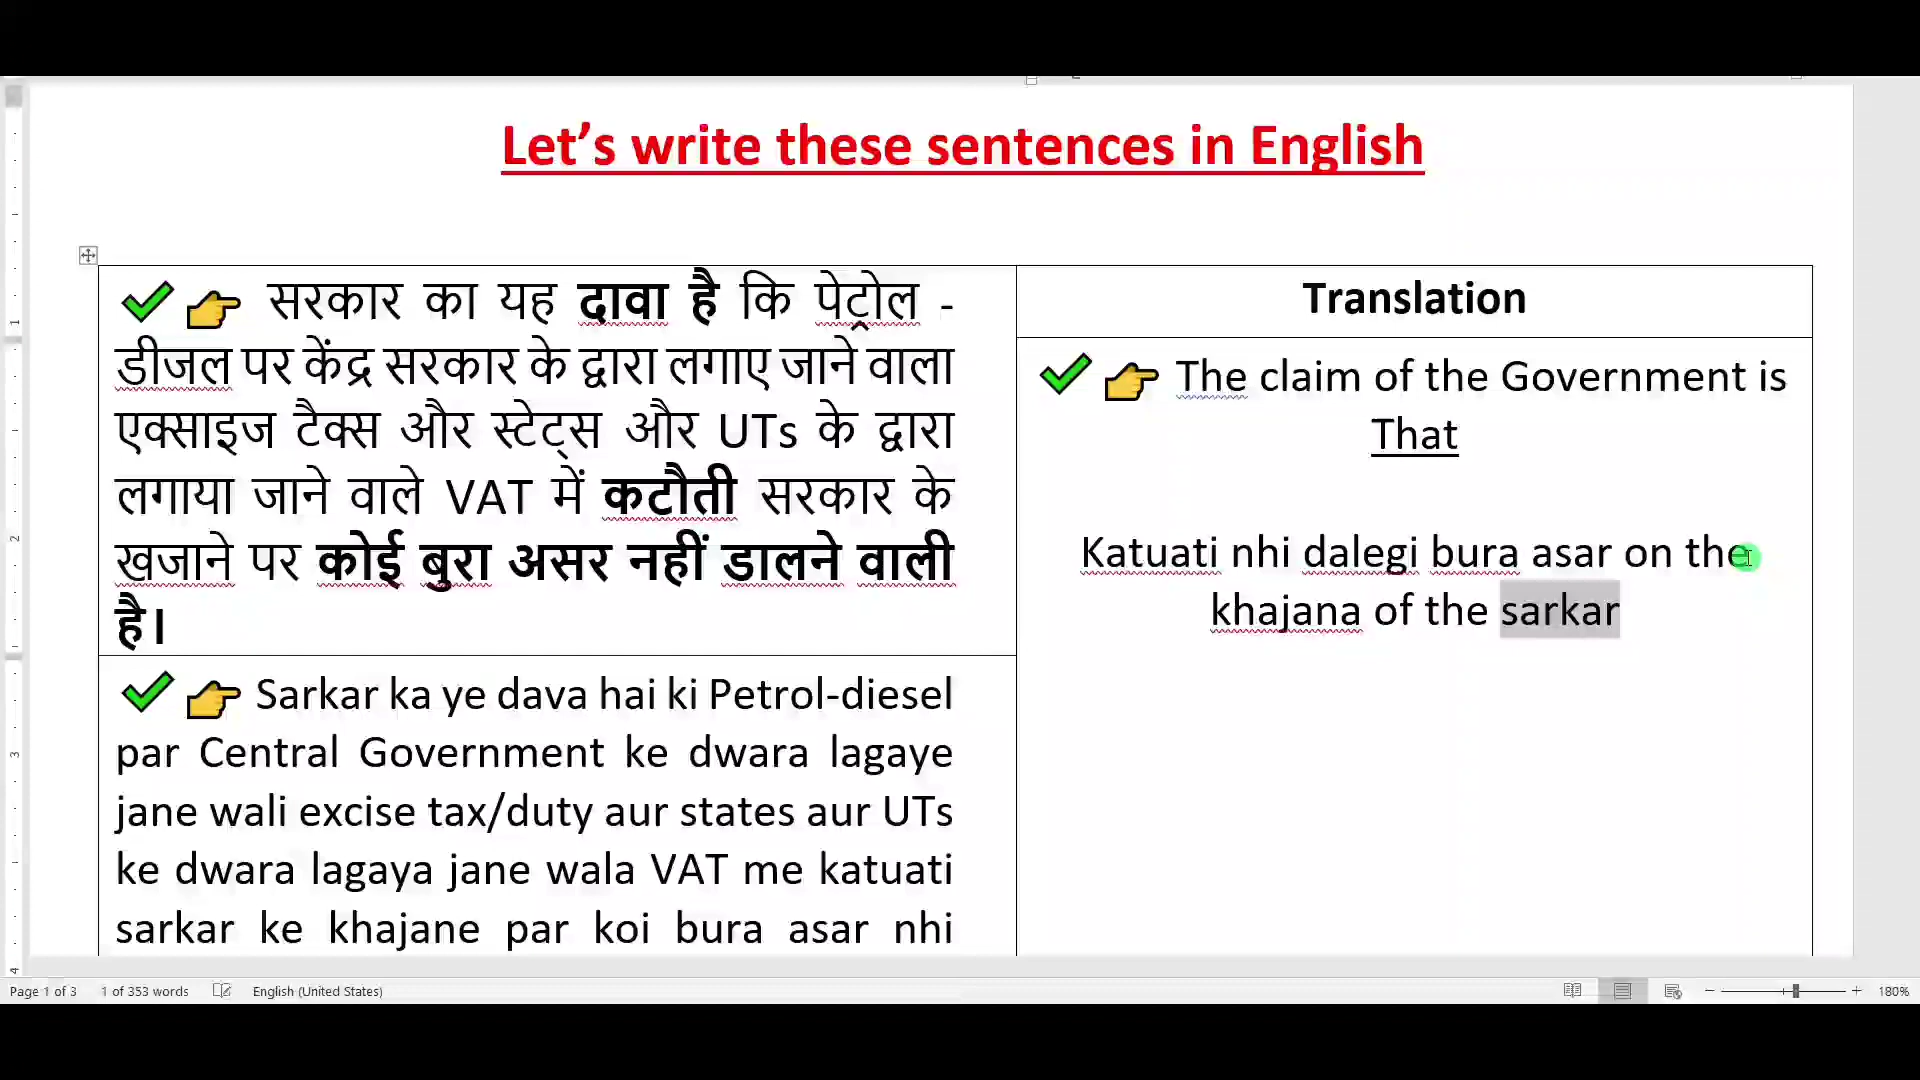 Let’s write these sentences in English
सरकार का यह दावा है कि पेट्रोल -
डीजल पर केंद्र सरकार के द्वारा लगाए जाने वाला
एक्साइज टैक्स और स्टेट्स और UTs के द्वारा
लगाया जाने वाले VAT में कटौती सरकार के
खजाने पर कोई बुरा असर नहीं डालने वाली
है।
Sarkar ka ye dava hai ki Petrol-diesel
par Central Government ke dwara lagaye
jane wali excise tax/duty aur states aur UTs
ke dwara lagaya jane wala VAT me katuati
sarkar ke khajane par koi bura asar nhi
Translation
The claim of the Government is
That
Katuati nhi dalegi bura asar on the
khajana of the sarkar
1
2
3
4
Page 1 of 3 1 of 353 words English (United States) 180%